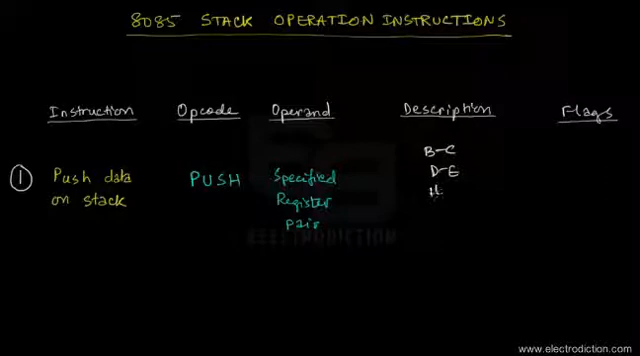 8085 STACK OPERATION INSTRUCTIONS
Instruction Opcode Operand Description Flags
① Push data on stack PUSH Specified Register pair
B-C
D-E
H
ELECTRODICTION
www.electrodiction.com